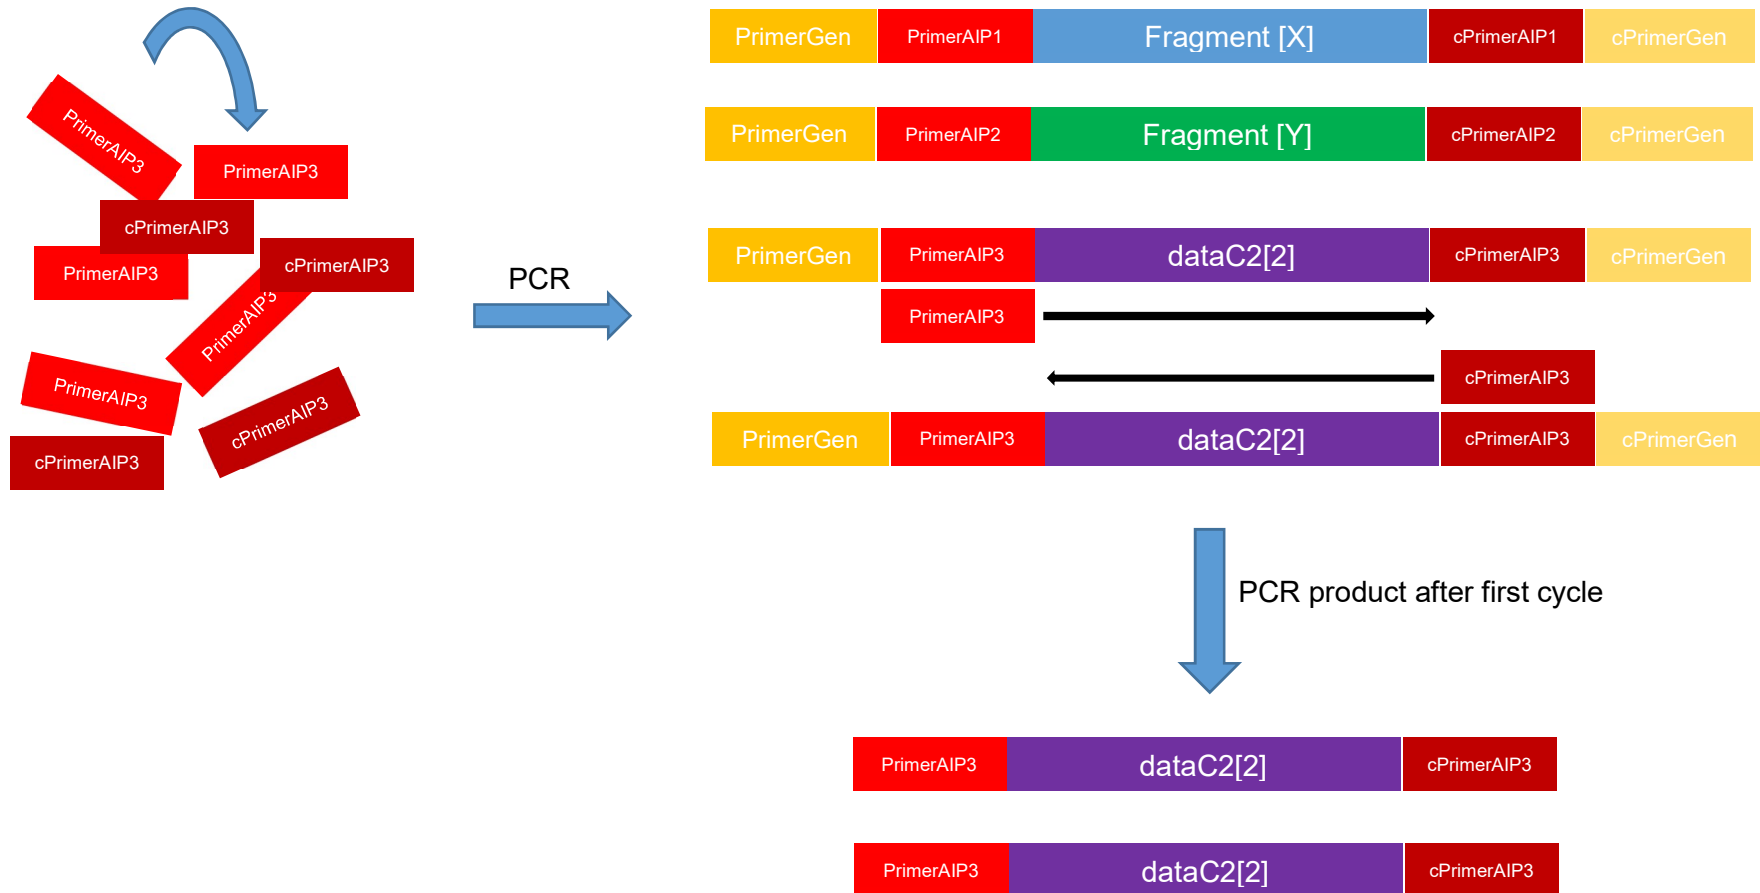 PrimerAIP3
PrimerAIP3
cPrimerAIP3
PrimerAIP3
cPrimerAIP3
PrimerAIP3
PrimerAIP3
cPrimerAIP3
cPrimerAIP3
PCR
PrimerGen PrimerAIP1 Fragment [X] cPrimerAIP1 cPrimerGen
PrimerGen PrimerAIP2 Fragment [Y] cPrimerAIP2 cPrimerGen
PrimerGen PrimerAIP3 dataC2[2] cPrimerAIP3 cPrimerGen
PrimerAIP3
cPrimerAIP3
PrimerGen PrimerAIP3 dataC2[2] cPrimerAIP3 cPrimerGen
PCR product after first cycle
PrimerAIP3 dataC2[2] cPrimerAIP3
PrimerAIP3 dataC2[2] cPrimerAIP3